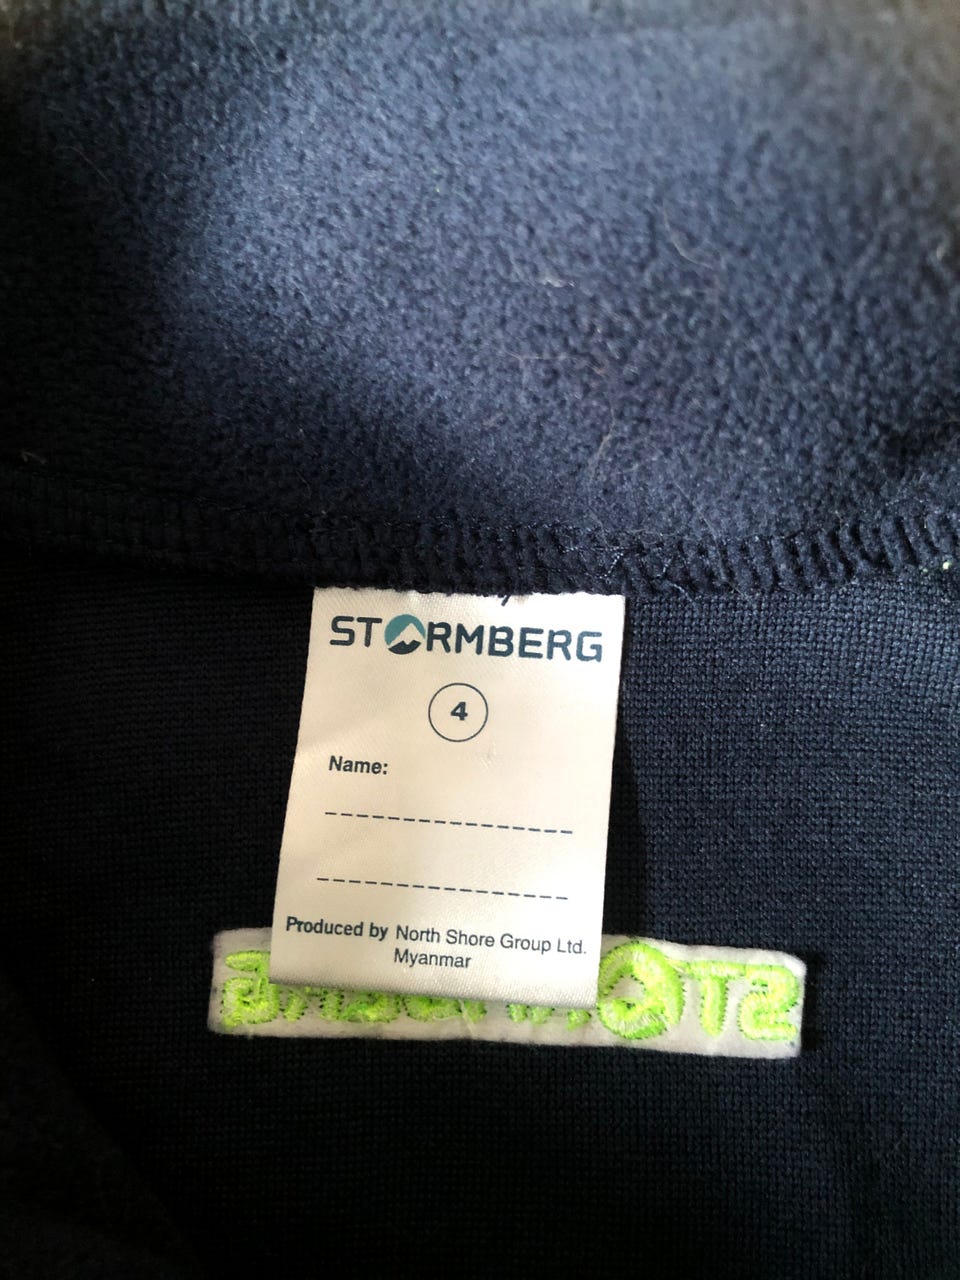 STORMBERG
4
Name:
Produced by North Shore Group Ltd.
Myanmar